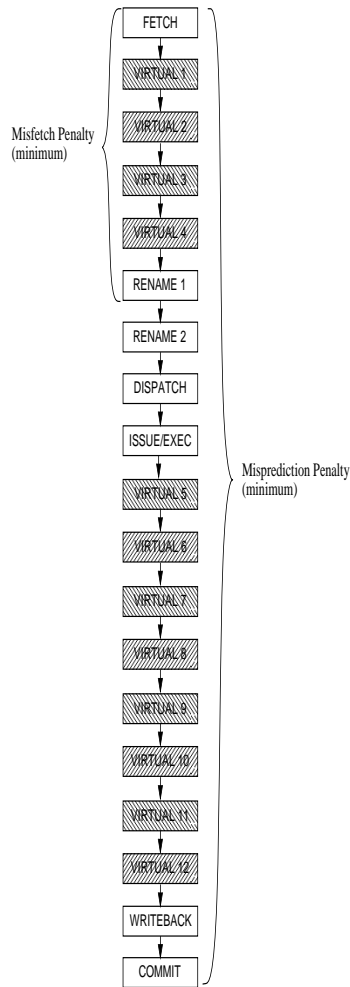 FETCH
VIRTUAL 1
VIRTUAL 2
Misfetch Penalty
(minimum)
VIRTUAL 3
VIRTUAL 4
RENAME 1
RENAME 2
DISPATCH
ISSUE/EXEC
Misprediction Penalty
(minimum)
VIRTUAL 5
VIRTUAL 6
VIRTUAL 7
VIRTUAL 8
VIRTUAL 9
VIRTUAL 10
VIRTUAL 11
VIRTUAL 12
WRITEBACK
COMMIT